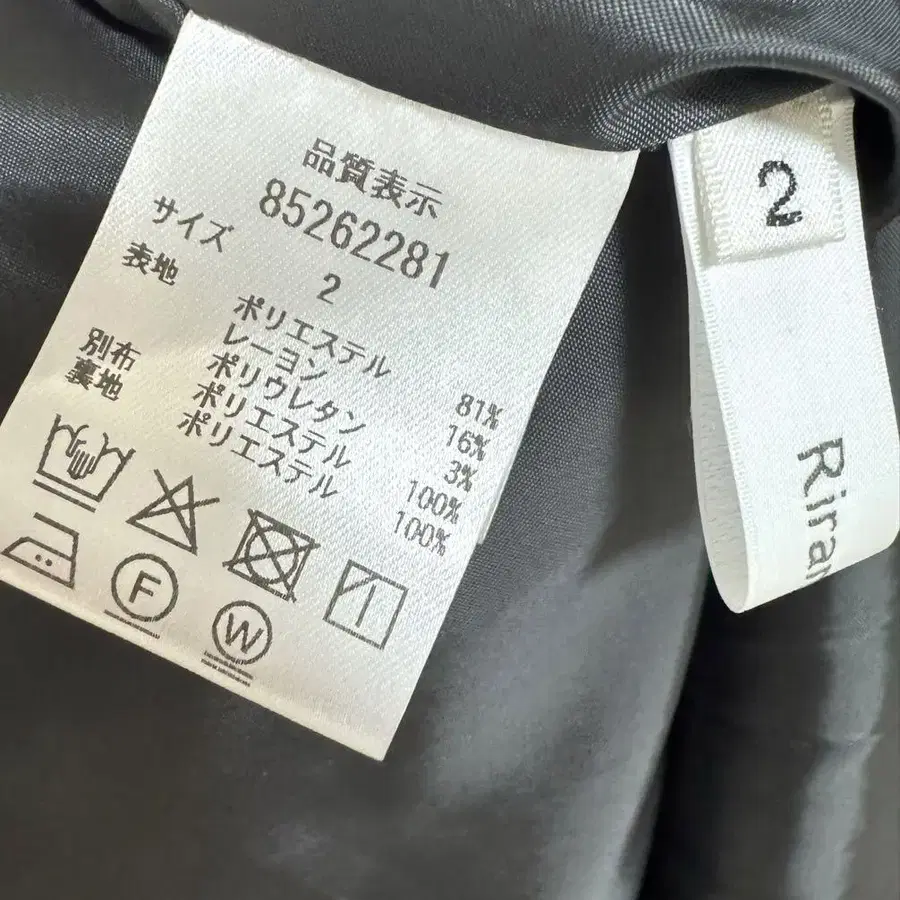 品質表示
85262281
サイズ 2
表地 ポリエステル 81%
レーヨン 16%
ポリウレタン 3%
別布 ポリエステル 100%
裏地 ポリエステル 100%
F
W
2